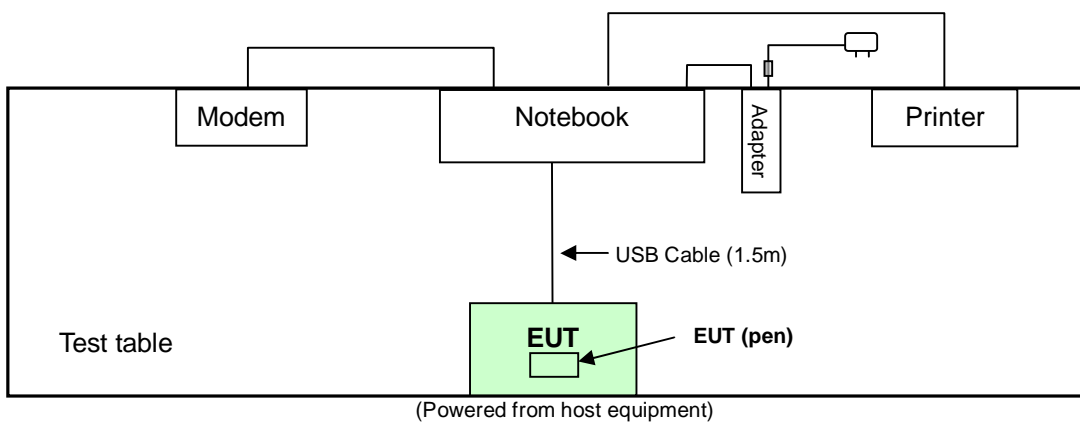 Modem
Notebook
Adapter
Printer
USB Cable (1.5m)
EUT
EUT (pen)
Test table
(Powered from host equipment)